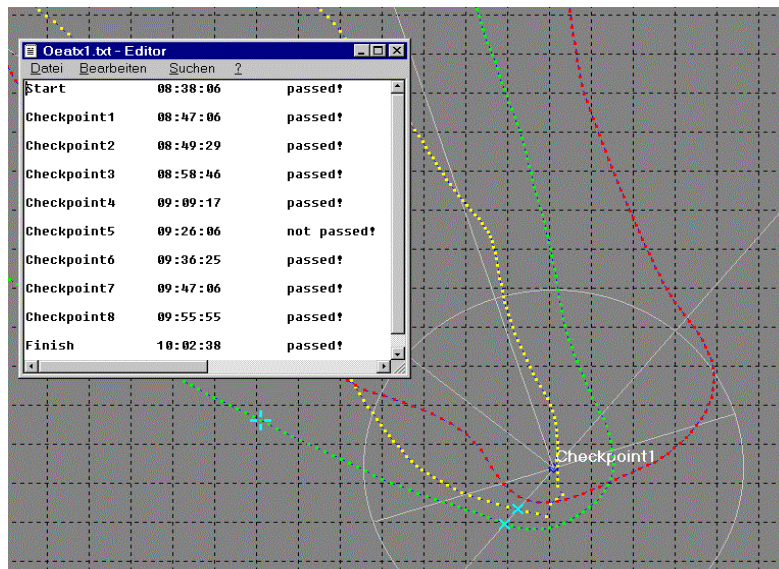 Oeatx1.txt - Editor
Datei Bearbeiten Suchen ?
Start 08:38:06 passed!
Checkpoint1 08:47:06 passed!
Checkpoint2 08:49:29 passed!
Checkpoint3 08:58:46 passed!
Checkpoint4 09:09:17 passed!
Checkpoint5 09:26:06 not passed!
Checkpoint6 09:36:25 passed!
Checkpoint7 09:47:06 passed!
Checkpoint8 09:55:55 passed!
Finish 10:02:38 passed!
Checkpoint1